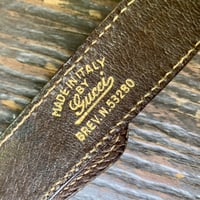 MADE IN ITALY
BY
Gucci
BREV.N.53280